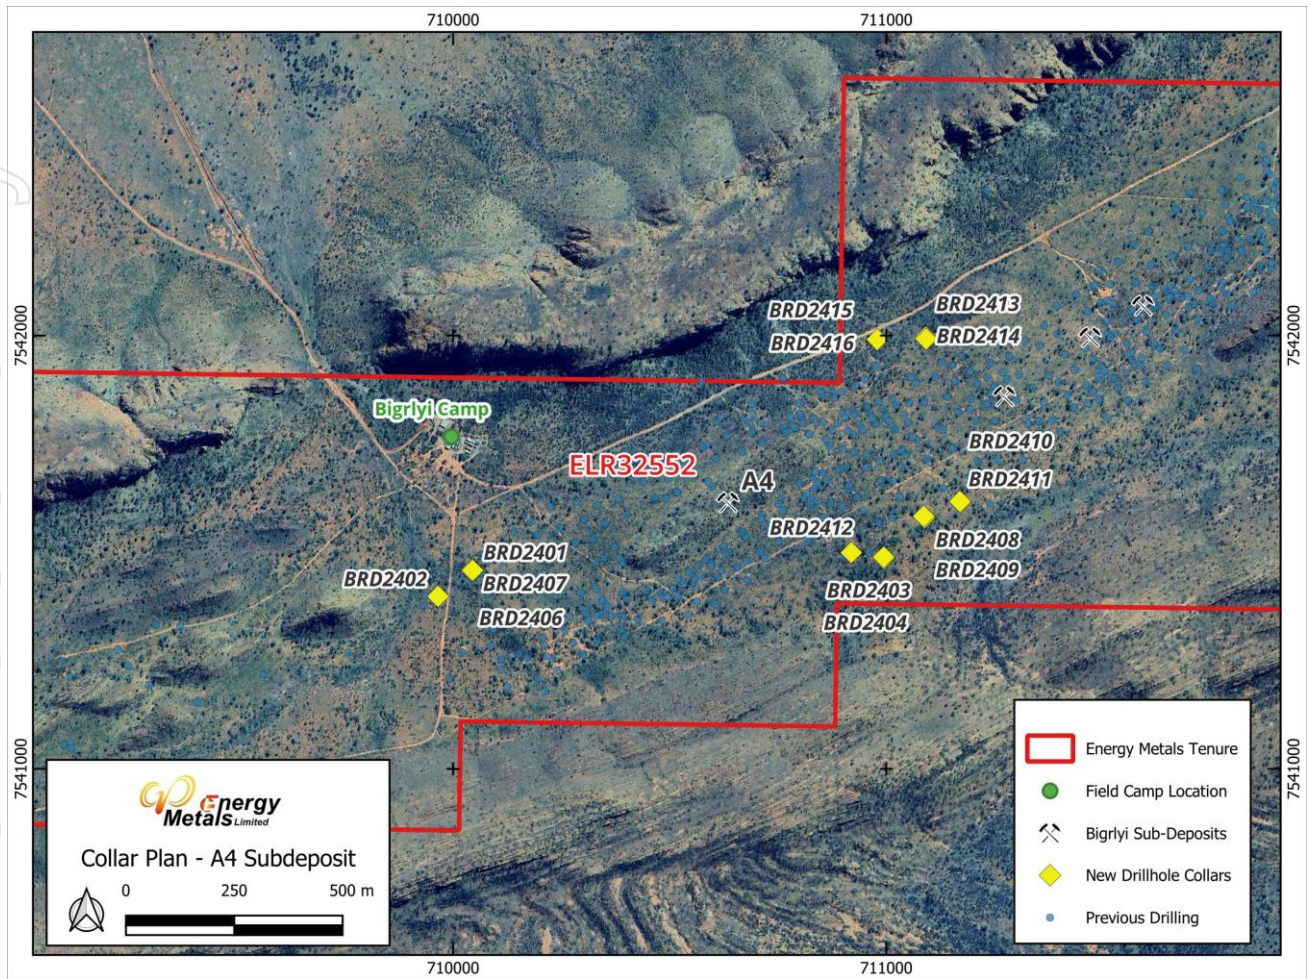 710000
711000
7542000
7542000
BRD2415
BRD2416
BRD2413
BRD2414
Bigrlyi Camp
ELR32552
A4
BRD2410
BRD2411
BRD2412
BRD2408
BRD2409
BRD2401
BRD2407
BRD2406
BRD2402
BRD2403
BRD2404
7541000
7541000
Energy
Metals Limited
Collar Plan - A4 Subdeposit
0 250 500 m
Energy Metals Tenure
Field Camp Location
Bigrlyi Sub-Deposits
New Drillhole Collars
Previous Drilling
710000
711000